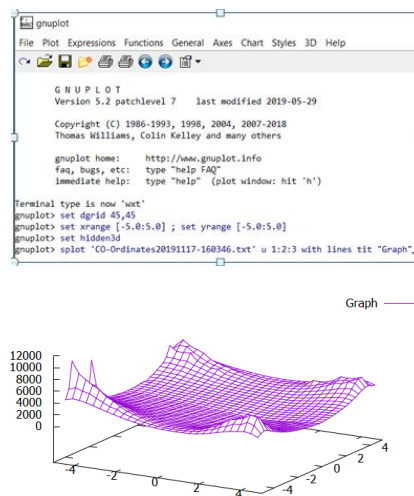 gnuplot
File Plot Expressions Functions General Axes Chart Styles 3D Help
G N U P L O T
Version 5.2 patchlevel 7 last modified 2019-05-29
Copyright (C) 1986-1993, 1998, 2004, 2007-2018
Thomas Williams, Colin Kelley and many others
gnuplot home: http://www.gnuplot.info
faq, bugs, etc: type "help FAQ"
immediate help: type "help" (plot window: hit 'h')
Terminal type is now 'wxt'
gnuplot> set dgrid 45,45
gnuplot> set xrange [-5.0:5.0] ; set yrange [-5.0:5.0]
gnuplot> set hidden3d
gnuplot> splot 'CO-Ordinates20191117-160346.txt' u 1:2:3 with lines tit "Graph",
Graph
12000
10000
8000
6000
4000
2000
0
-4
-2
0
2
4
-4
-2
0
2
4